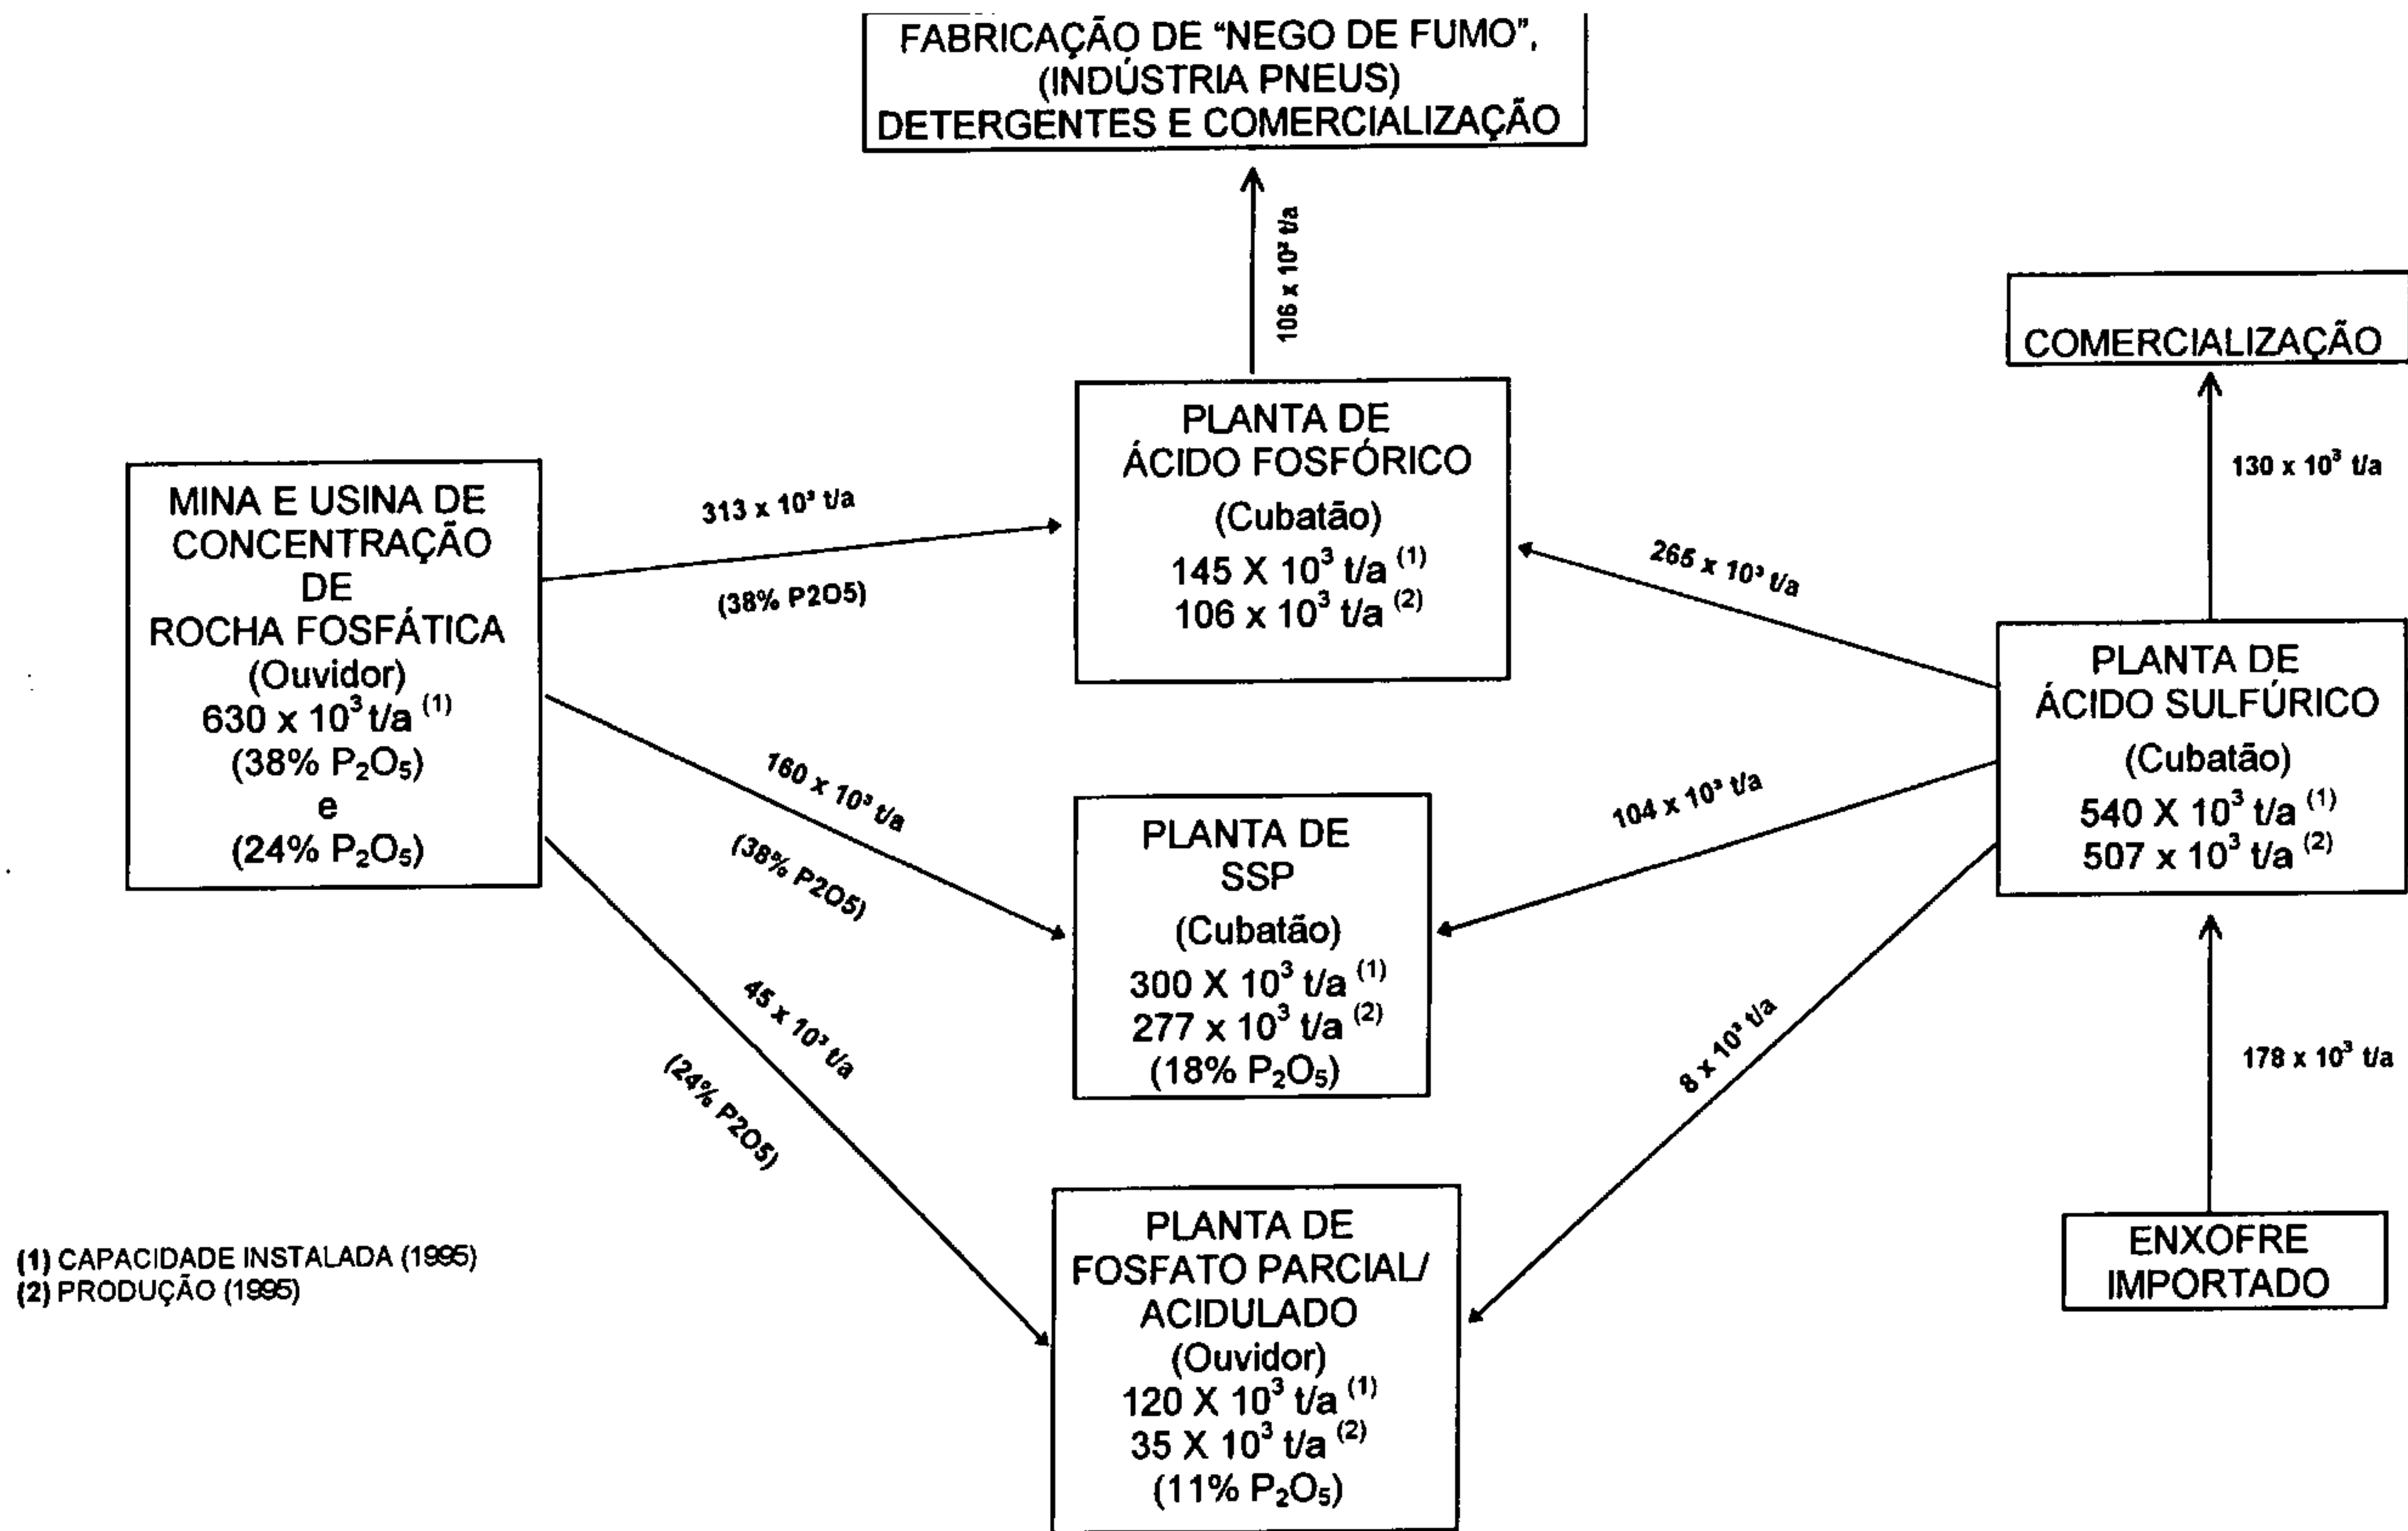 FABRICAÇÃO DE “NEGO DE FUMO”,
(INDÚSTRIA PNEUS)
DETERGENTES E COMERCIALIZAÇÃO
106 x 10³ t/a
COMERCIALIZAÇÃO
130 x 10³ t/a
PLANTA DE
ÁCIDO FOSFÓRICO
(Cubatão)
145 X 10³ t/a (1)
106 x 10³ t/a (2)
MINA E USINA DE
CONCENTRAÇÃO
DE
ROCHA FOSFÁTICA
(Ouvidor)
630 x 10³ t/a (1)
(38% P₂O₅)
e
(24% P₂O₅)
313 x 10³ t/a
(38% P2O5)
265 x 10³ t/a
PLANTA DE
ÁCIDO SULFÚRICO
(Cubatão)
540 X 10³ t/a (1)
507 x 10³ t/a (2)
160 x 10³ t/a
(38% P2O5)
104 x 10³ t/a
PLANTA DE
SSP
(Cubatão)
300 X 10³ t/a (1)
277 x 10³ t/a (2)
(18% P₂O₅)
45 x 10³ t/a
(24% P2O5)
8 x 10³ t/a
178 x 10³ t/a
PLANTA DE
FOSFATO PARCIAL/
ACIDULADO
(Ouvidor)
120 X 10³ t/a (1)
35 X 10³ t/a (2)
(11% P₂O₅)
ENXOFRE
IMPORTADO
(1) CAPACIDADE INSTALADA (1995)
(2) PRODUÇÃO (1995)